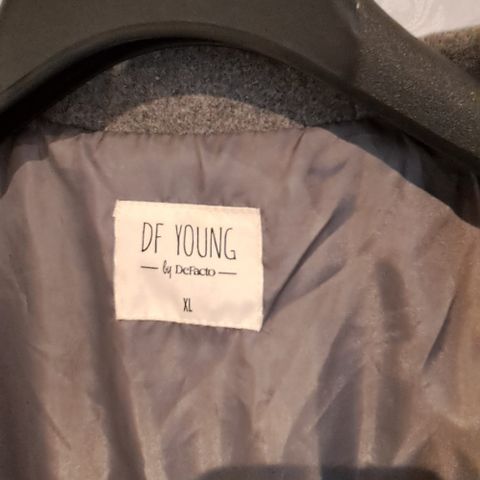 DF YOUNG
by DeFacto
XL